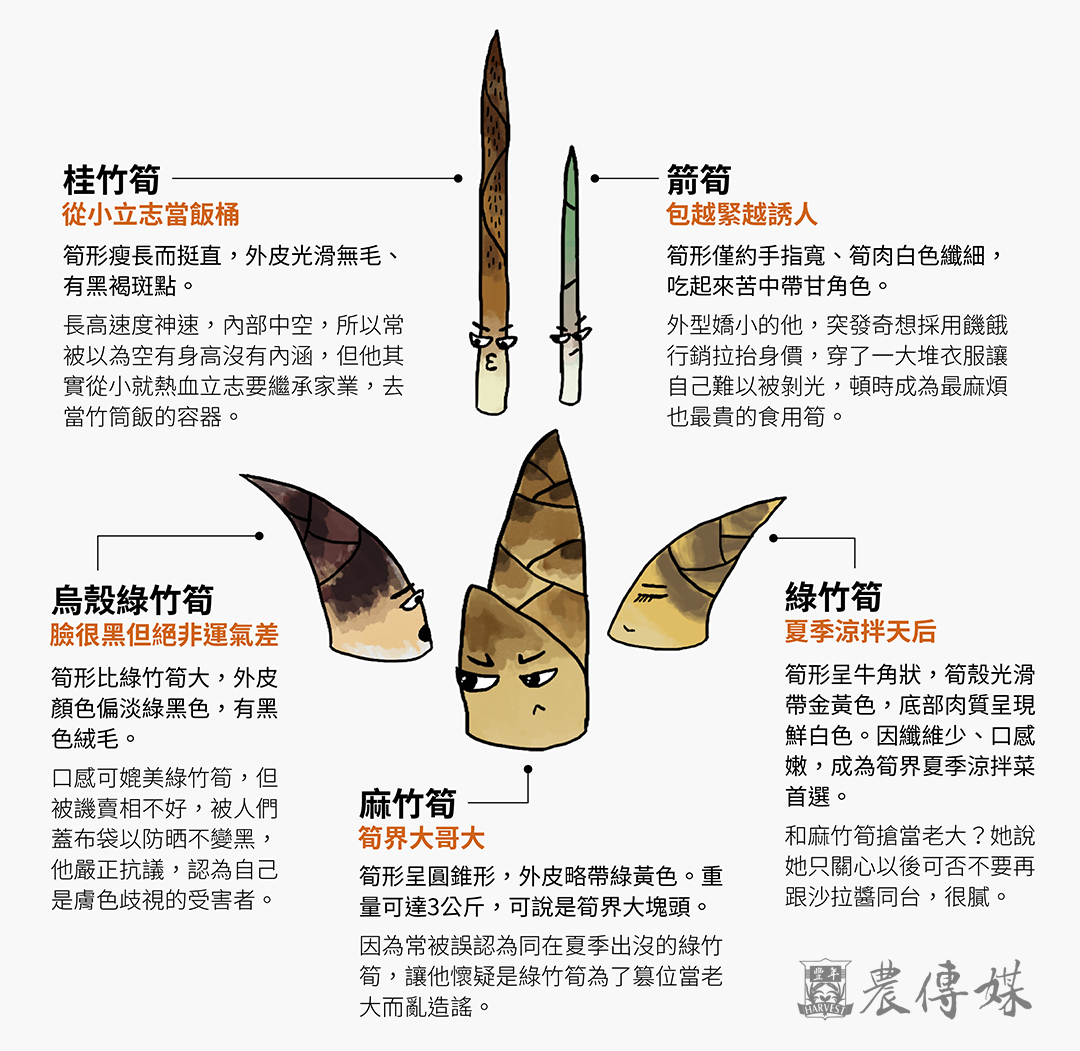 桂竹筍
從小立志當飯桶
筍形瘦長而挺直，外皮光滑無毛、
有黑褐斑點。
長高速度神速，內部中空，所以常
被以為空有身高沒有內涵，但他其
實從小就熱血立志要繼承家業，去
當竹筒飯的容器。
箭筍
包越緊越誘人
筍形僅約手指寬、筍肉白色纖細，
吃起來苦中帶甘角色。
外型嬌小的他，突發奇想採用饑餓
行銷拉抬身價，穿了一大堆衣服讓
自己難以被剝光，頓時成為最麻煩
也最貴的食用筍。
烏殼綠竹筍
臉很黑但絕非運氣差
筍形比綠竹筍大，外皮
顏色偏淡綠黑色，有黑
色絨毛。
口感可媲美綠竹筍，但
被譏賣相不好，被人們
蓋布袋以防晒不變黑，
他嚴正抗議，認為自己
是膚色歧視的受害者。
麻竹筍
筍界大哥大
筍形呈圓錐形，外皮略帶綠黃色。重
量可達3公斤，可說是筍界大塊頭。
因為常被誤認為同在夏季出沒的綠竹
筍，讓他懷疑是綠竹筍為了篡位當老
大而亂造謠。
綠竹筍
夏季涼拌天后
筍形呈牛角狀，筍殼光滑
帶金黃色，底部肉質呈現
鮮白色。因纖維少、口感
嫩，成為筍界夏季涼拌菜
首選。
和麻竹筍搶當老大？她說
她只關心以後可否不要再
跟沙拉醬同台，很膩。
豐年
HARVEST
農傳媒